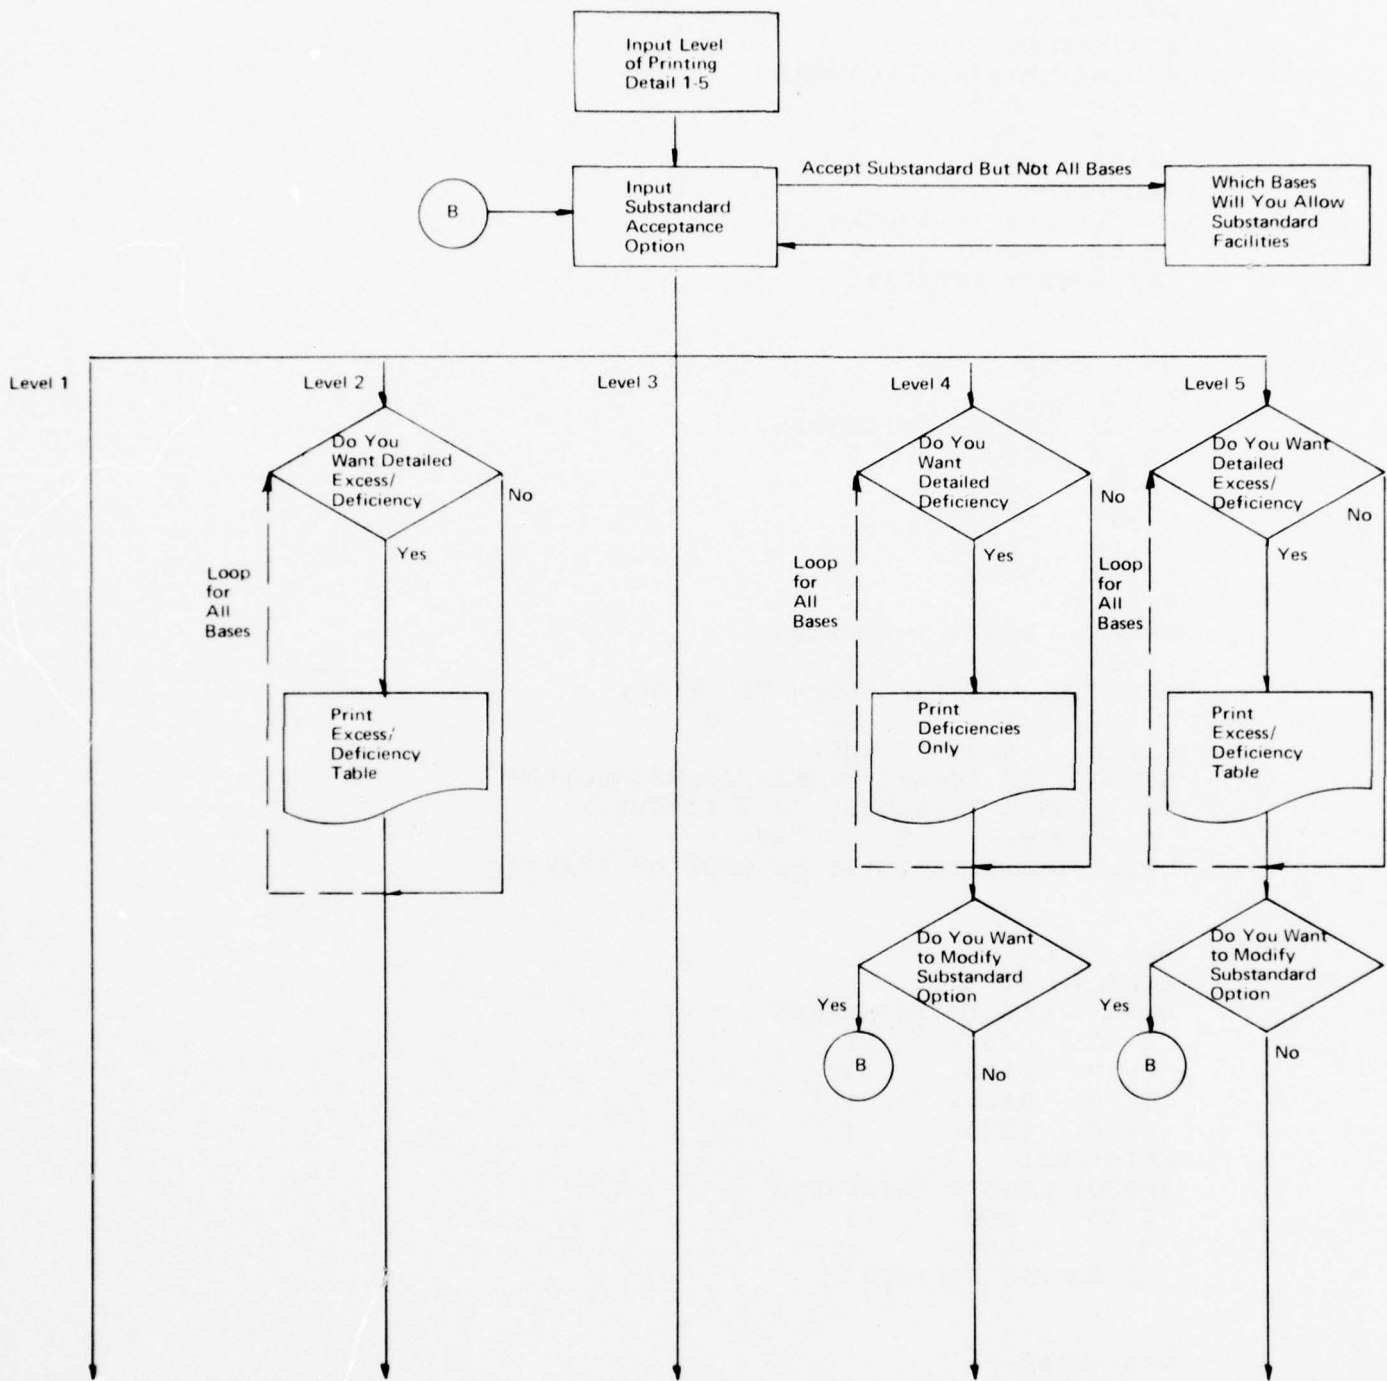 Input Level
of Printing
Detail 1-5
Accept Substandard But Not All Bases
B
Input
Substandard
Acceptance
Option
Which Bases
Will You Allow
Substandard
Facilities
Level 1
Level 2
Level 3
Level 4
Level 5
Do You
Want Detailed
Excess/
Deficiency
No
Yes
Loop
for
All
Bases
Print
Excess/
Deficiency
Table
Do You
Want
Detailed
Deficiency
No
Yes
Loop
for
All
Bases
Print
Deficiencies
Only
Do You Want
to Modify
Substandard
Option
Yes
B
No
Do You Want
Detailed
Excess/
Deficiency
No
Yes
Loop
for
All
Bases
Print
Excess/
Deficiency
Table
Do You Want
to Modify
Substandard
Option
Yes
B
No